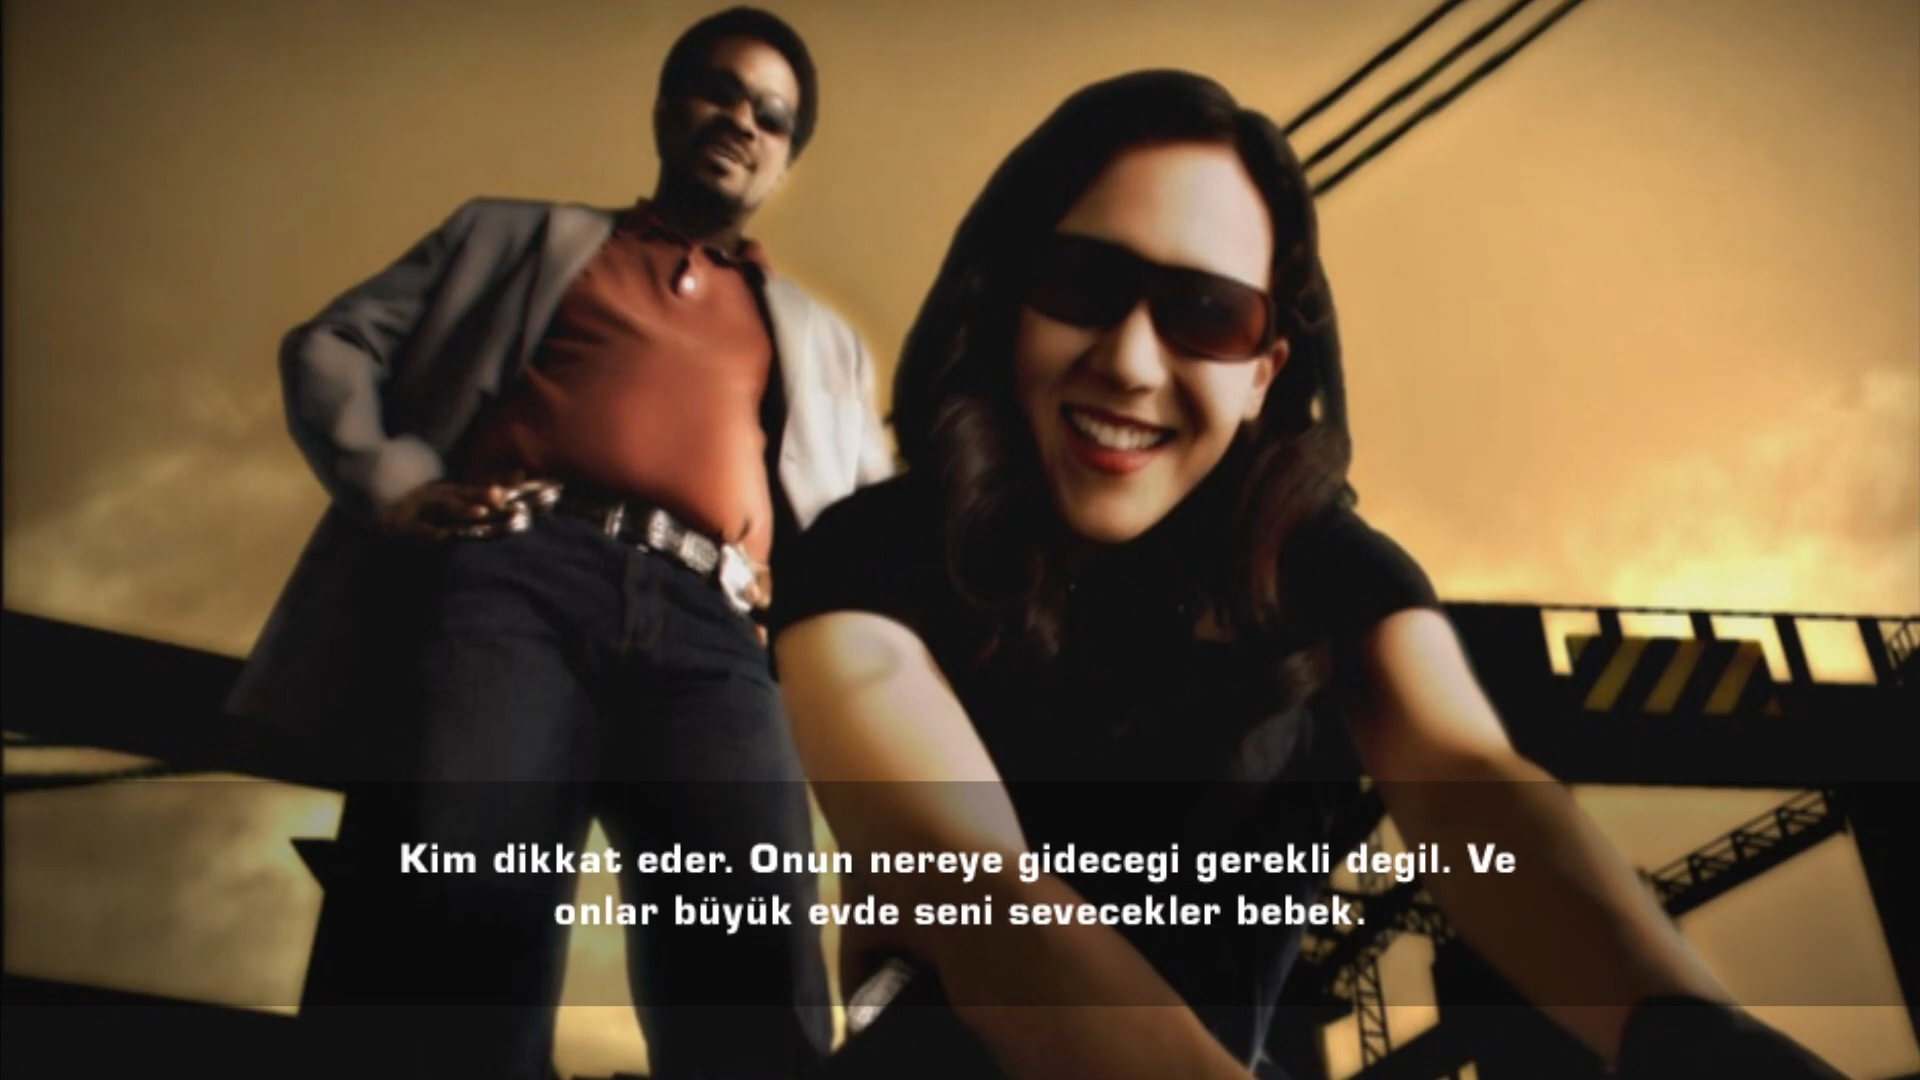 Kim dikkat eder. Onun nereye gidecegi gerekli degil. Ve
onlar büyük evde seni sevecekler bebek.